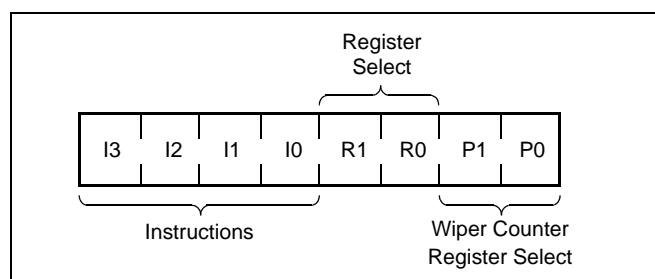 Register
Select
I3 I2 I1 I0 R1 R0 P1 P0
Instructions
Wiper Counter
Register Select